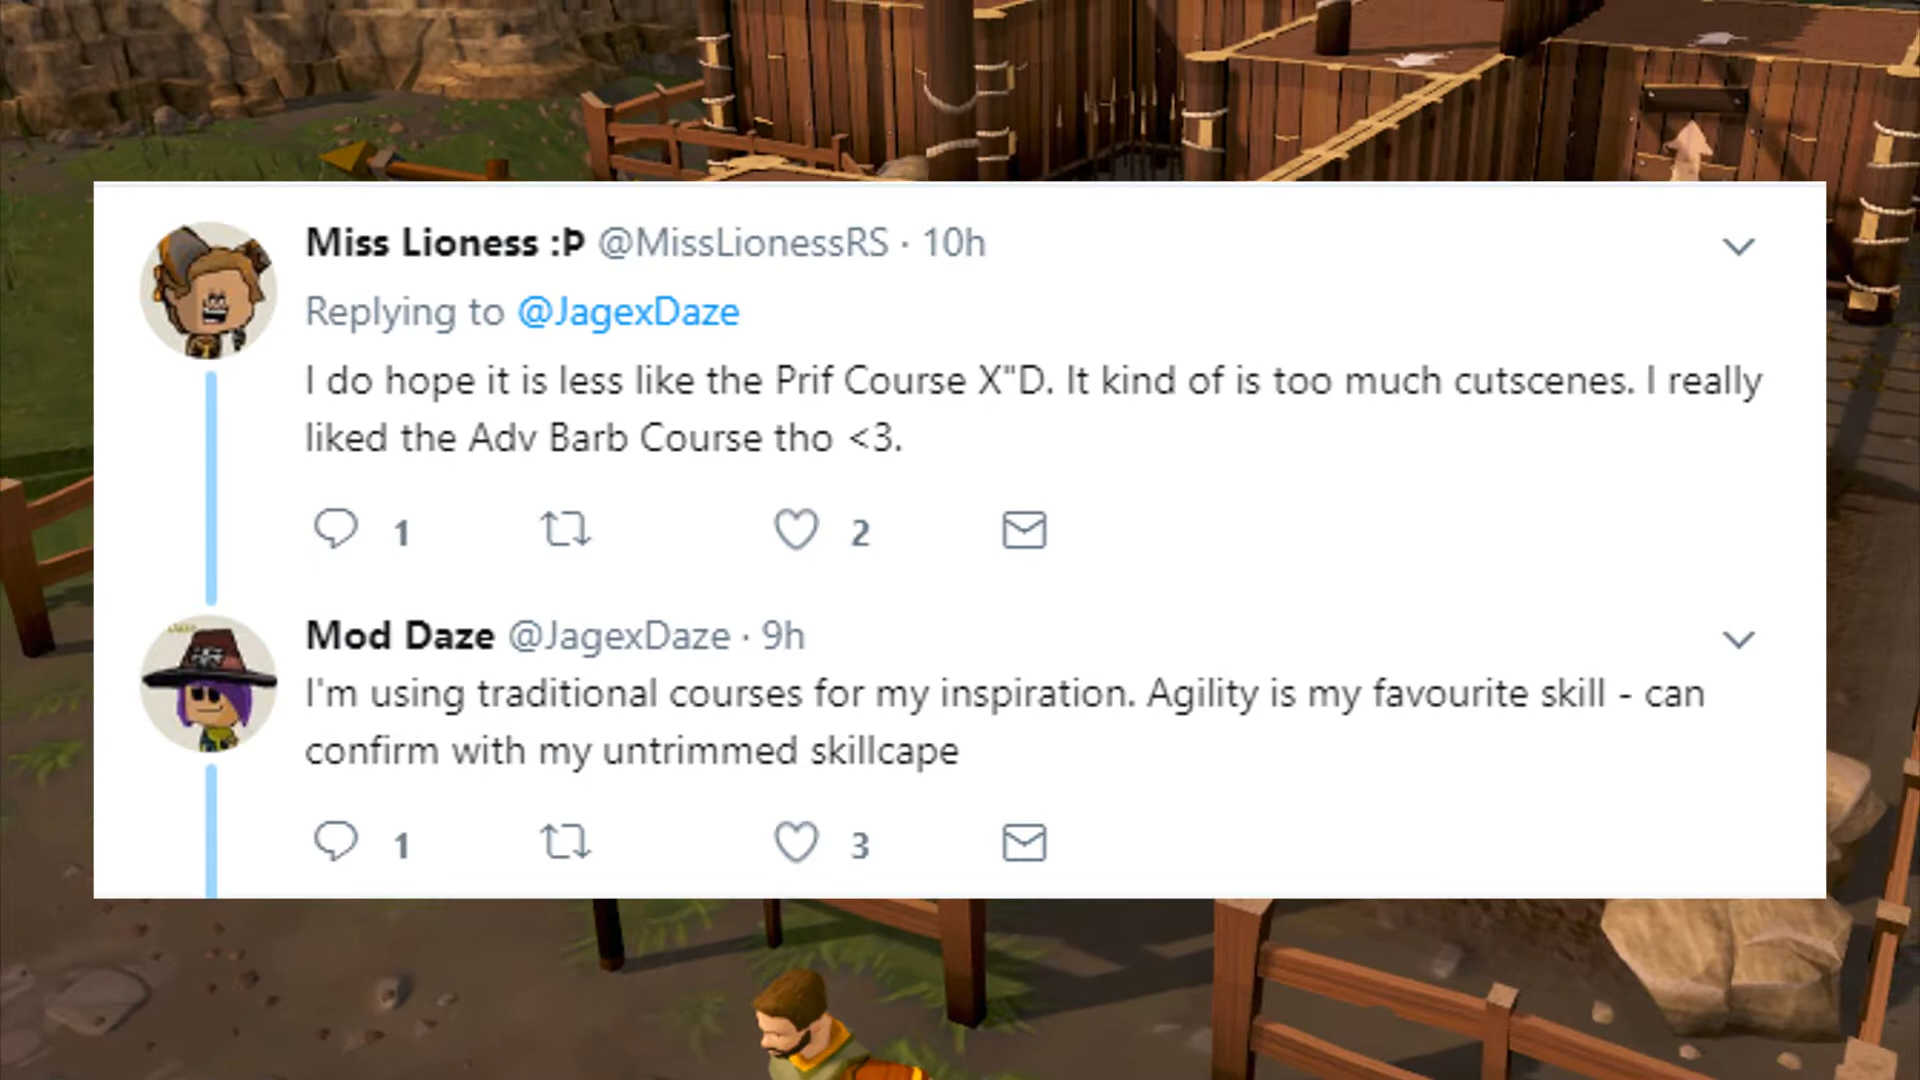 Miss Lioness :Þ @MissLionessRS · 10h
Replying to @JagexDaze
I do hope it is less like the Prif Course X"D. It kind of is too much cutscenes. I really
liked the Adv Barb Course tho <3.
1 2
Mod Daze @JagexDaze · 9h
I'm using traditional courses for my inspiration. Agility is my favourite skill - can
confirm with my untrimmed skillcape
1 3